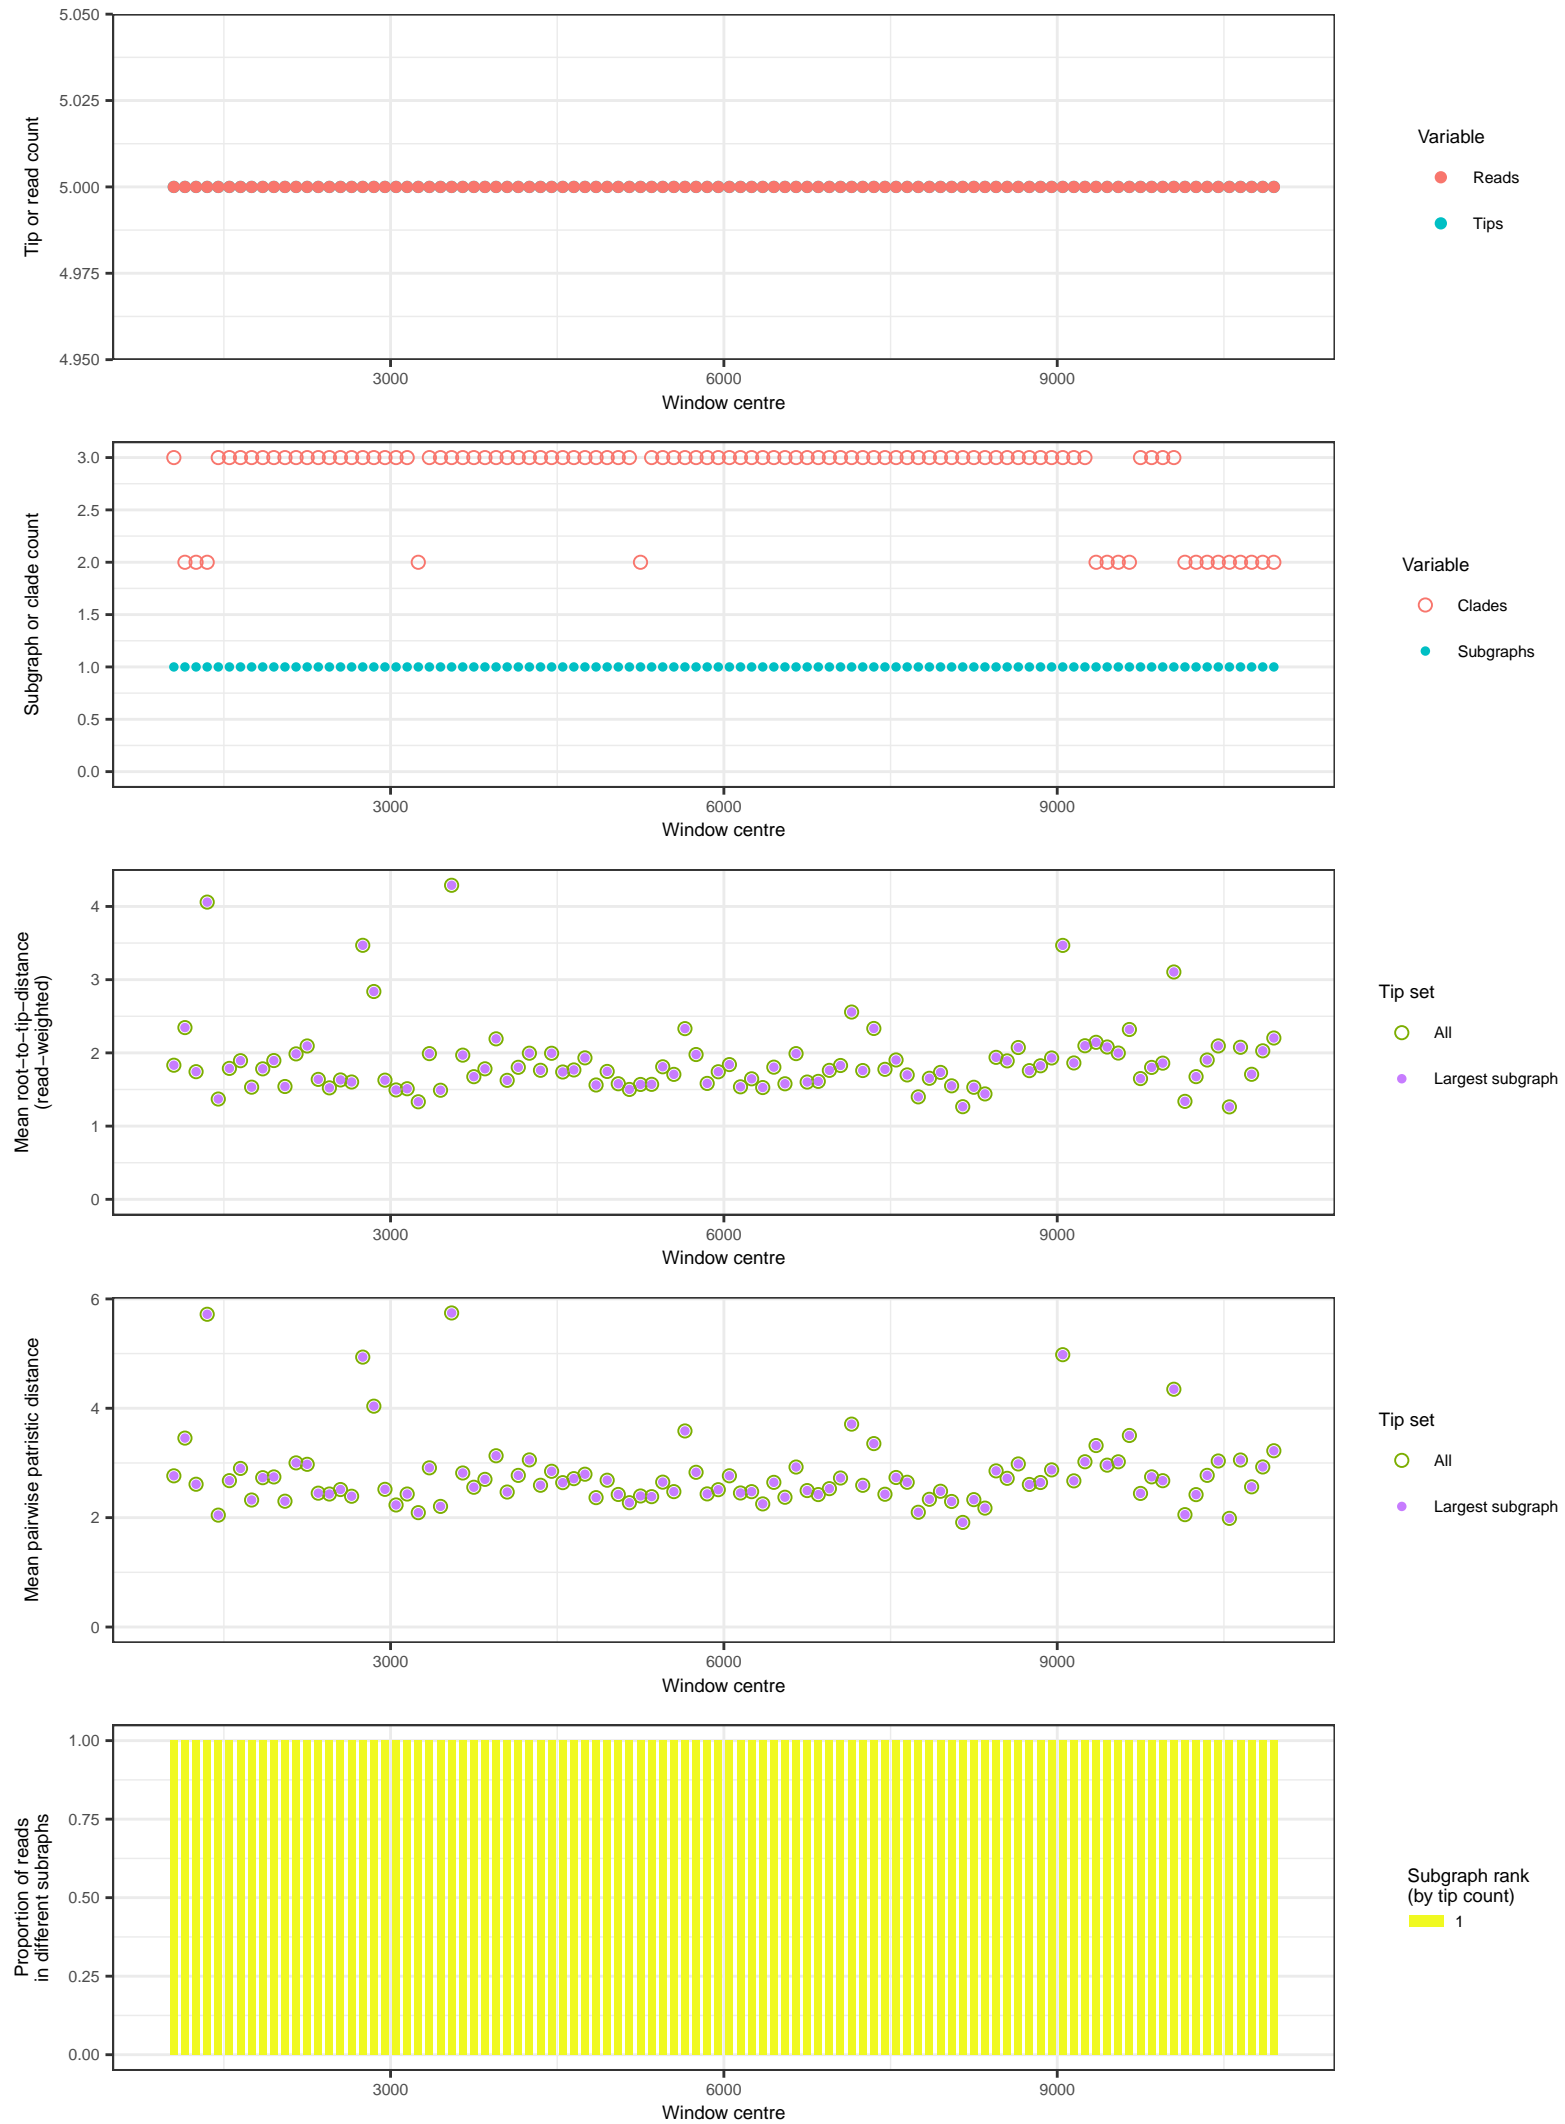 5.050
5.025
5.000
4.975
4.950
Tip or read count
3000
6000
9000
Window centre
Variable
Reads
Tips
3.0
2.5
2.0
1.5
1.0
0.5
0.0
Subgraph or clade count
3000
6000
9000
Window centre
Variable
Clades
Subgraphs
4
3
2
1
0
Mean root−to−tip−distance
(read−weighted)
3000
6000
9000
Window centre
Tip set
All
Largest subgraph
6
4
2
0
Mean pairwise patristic distance
3000
6000
9000
Window centre
Tip set
All
Largest subgraph
1.00
0.75
0.50
0.25
0.00
Proportion of reads
in different subraphs
3000
6000
9000
Window centre
Subgraph rank
(by tip count)
1